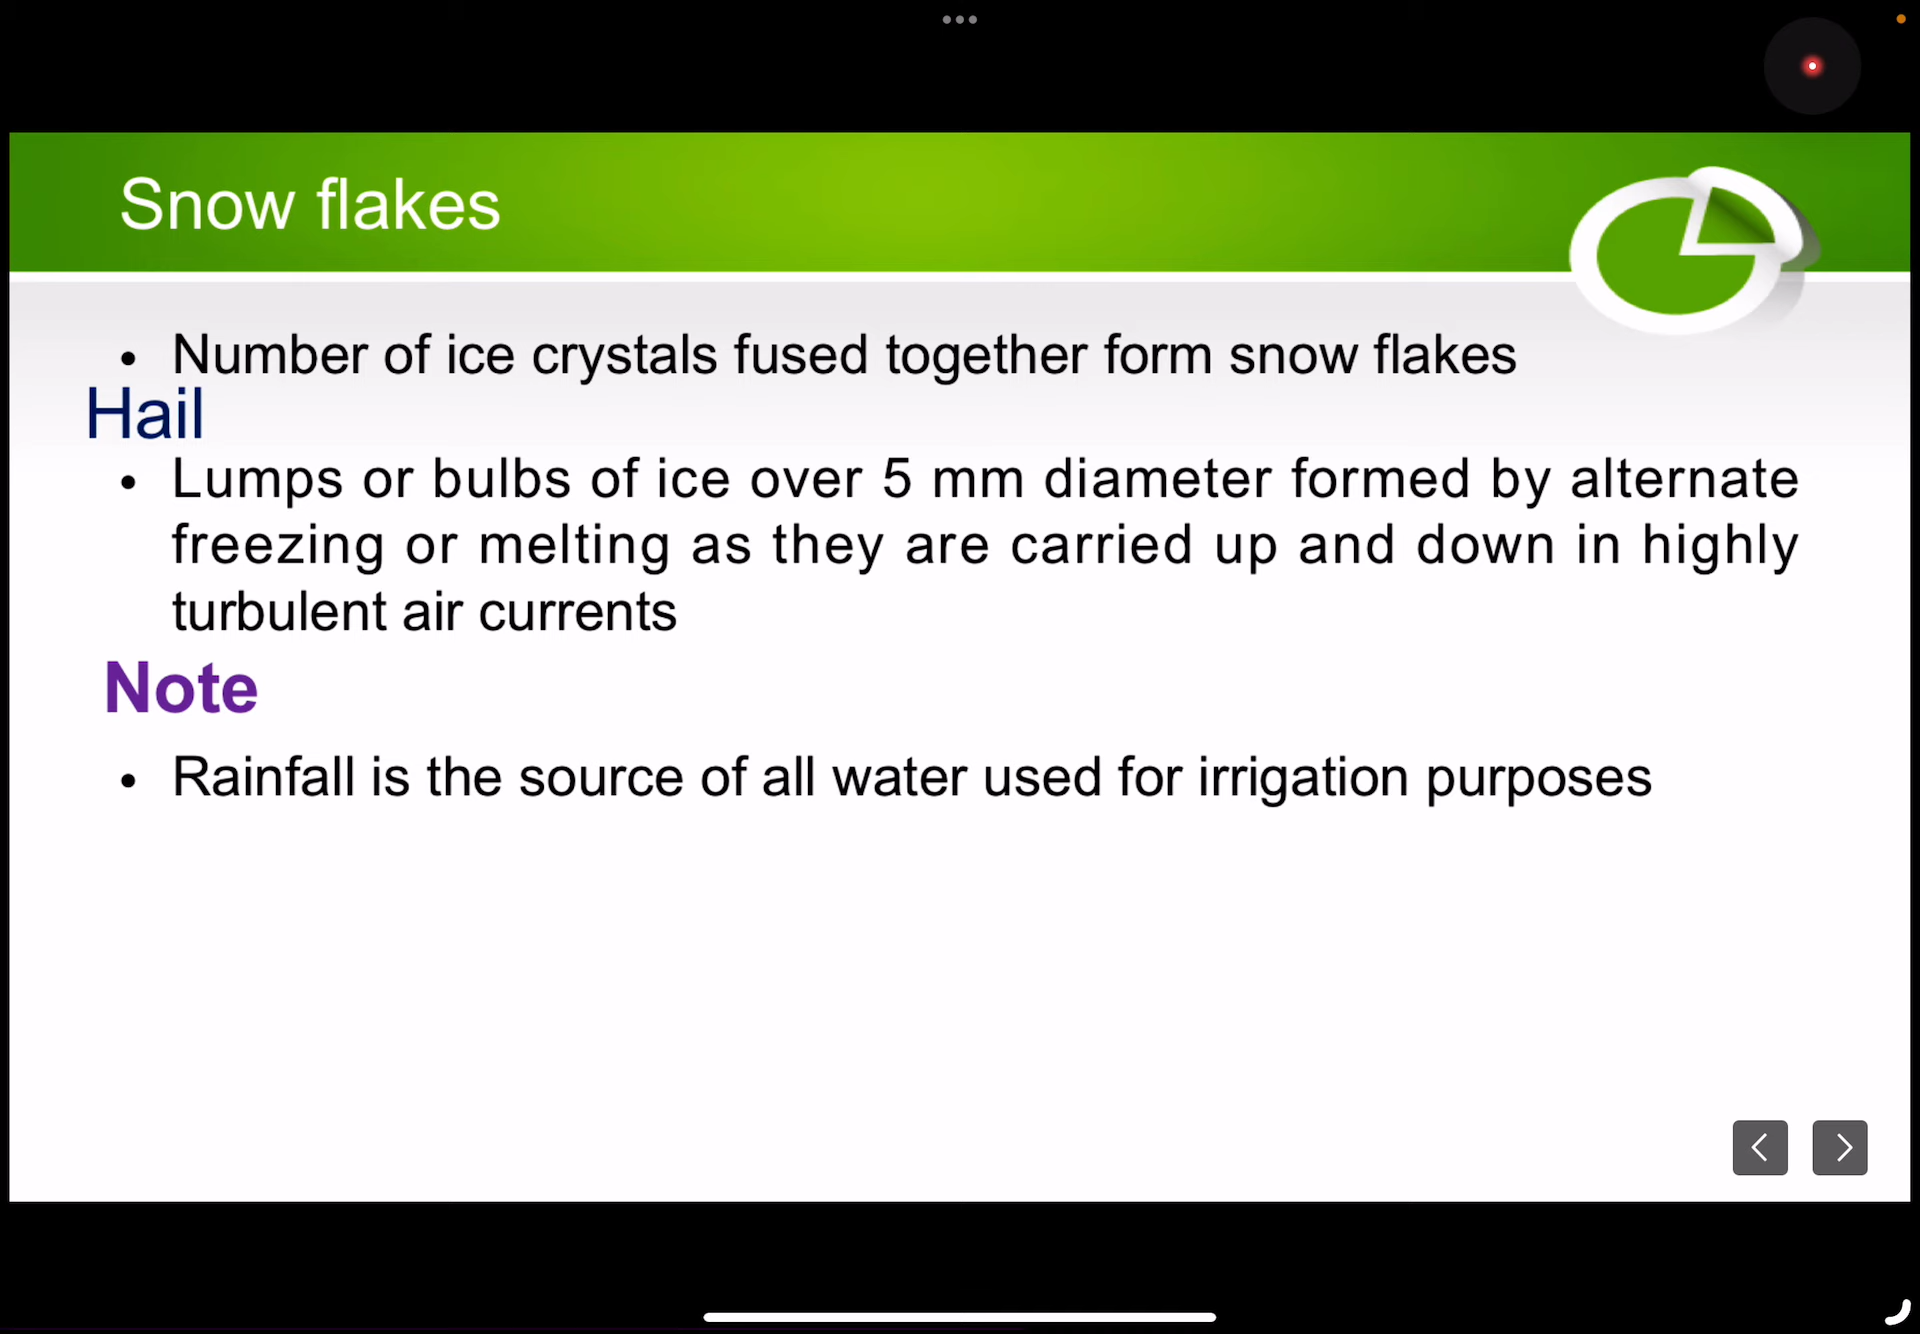 Snow flakes
• Number of ice crystals fused together form snow flakes
Hail
• Lumps or bulbs of ice over 5 mm diameter formed by alternate
freezing or melting as they are carried up and down in highly
turbulent air currents
Note
• Rainfall is the source of all water used for irrigation purposes